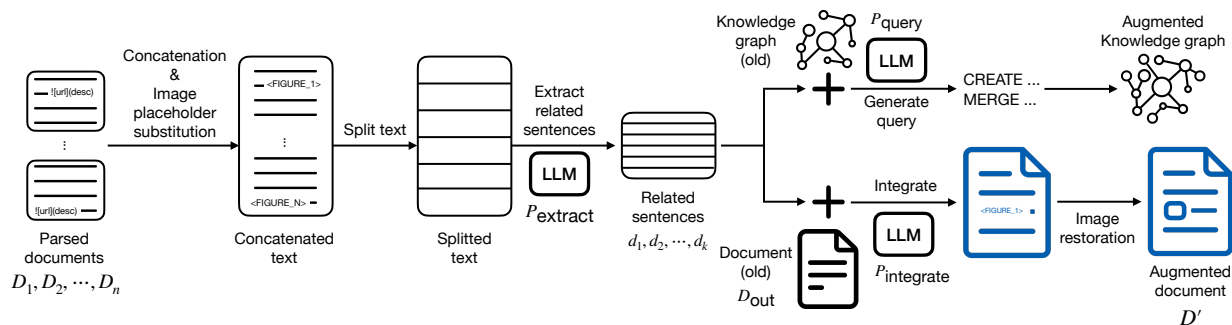 ![url](desc)
⋮
![url](desc)
Parsed
documents
D1, D2, ⋯, Dn
Concatenation
&
Image
placeholder
substitution
<FIGURE_1>
⋮
<FIGURE_N>
Concatenated
text
Split text
Splitted
text
Extract
related
sentences
LLM
Pextract
Related
sentences
d1, d2, ⋯, dk
Knowledge
graph
(old)
Pquery
LLM
Generate
query
CREATE ...
MERGE ...
Augmented
Knowledge graph
Document
(old)
Dout
Integrate
LLM
Pintegrate
<FIGURE_1>
Image
restoration
Augmented
document
D′